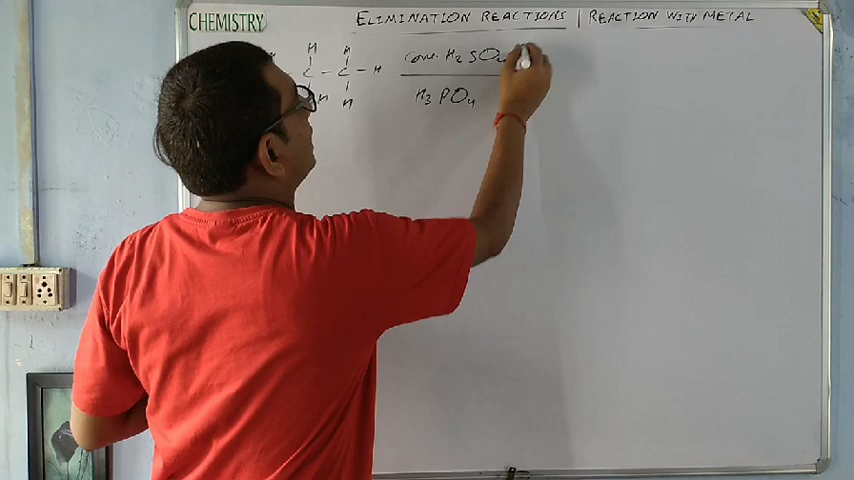 CHEMISTRY
ELIMINATION REACTIONS | REACTION WITH METAL
H H
C - C - H
H H
Conc. H2SO4
H3PO4